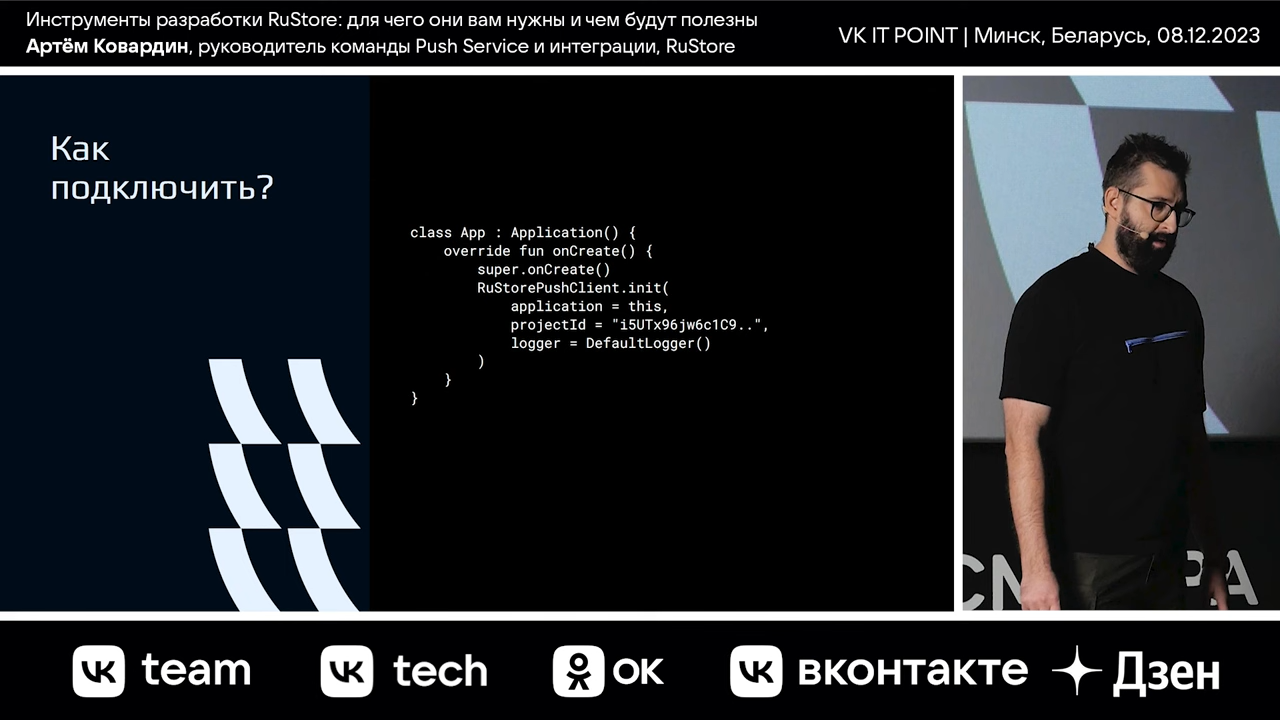 Инструменты разработки RuStore: для чего они вам нужны и чем будут полезны
Артём Ковардин, руководитель команды Push Service и интеграции, RuStore
VK IT POINT | Минск, Беларусь, 08.12.2023
Как
подключить?
class App : Application() {
override fun onCreate() {
super.onCreate()
RuStorePushClient.init(
application = this,
projectId = "i5UTx96jw6c1C9..",
logger = DefaultLogger()
)
}
}
team
tech
ок
вконтакте
Дзен